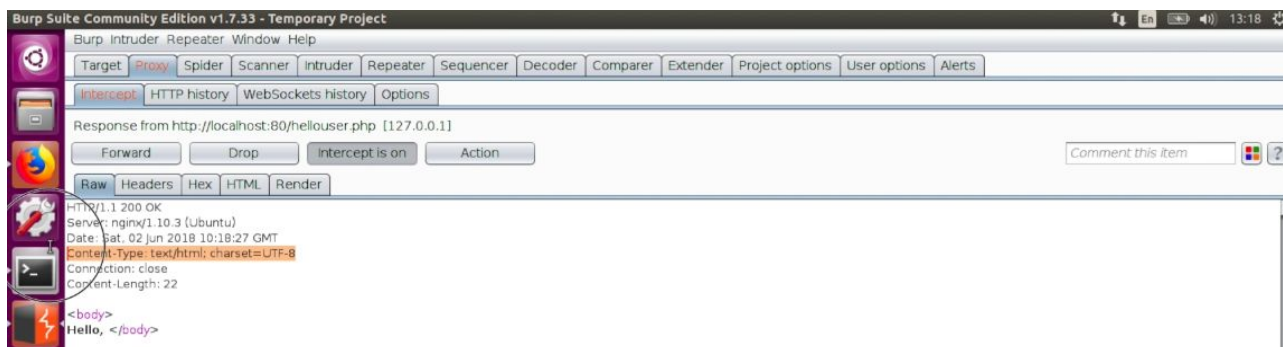 Burp Suite Community Edition v1.7.33 - Temporary Project En 13:18
Burp Intruder Repeater Window Help
Target Proxy Spider Scanner Intruder Repeater Sequencer Decoder Comparer Extender Project options User options Alerts
Intercept HTTP history WebSockets history Options
Response from http://localhost:80/hellouser.php [127.0.0.1]
Forward Drop Intercept is on Action Comment this item ?
Raw Headers Hex HTML Render
HTTP/1.1 200 OK
Server: nginx/1.10.3 (Ubuntu)
Date: Sat, 02 Jun 2018 10:18:27 GMT
Content-Type: text/html; charset=UTF-8
Connection: close
Content-Length: 22
<body>
Hello, </body>